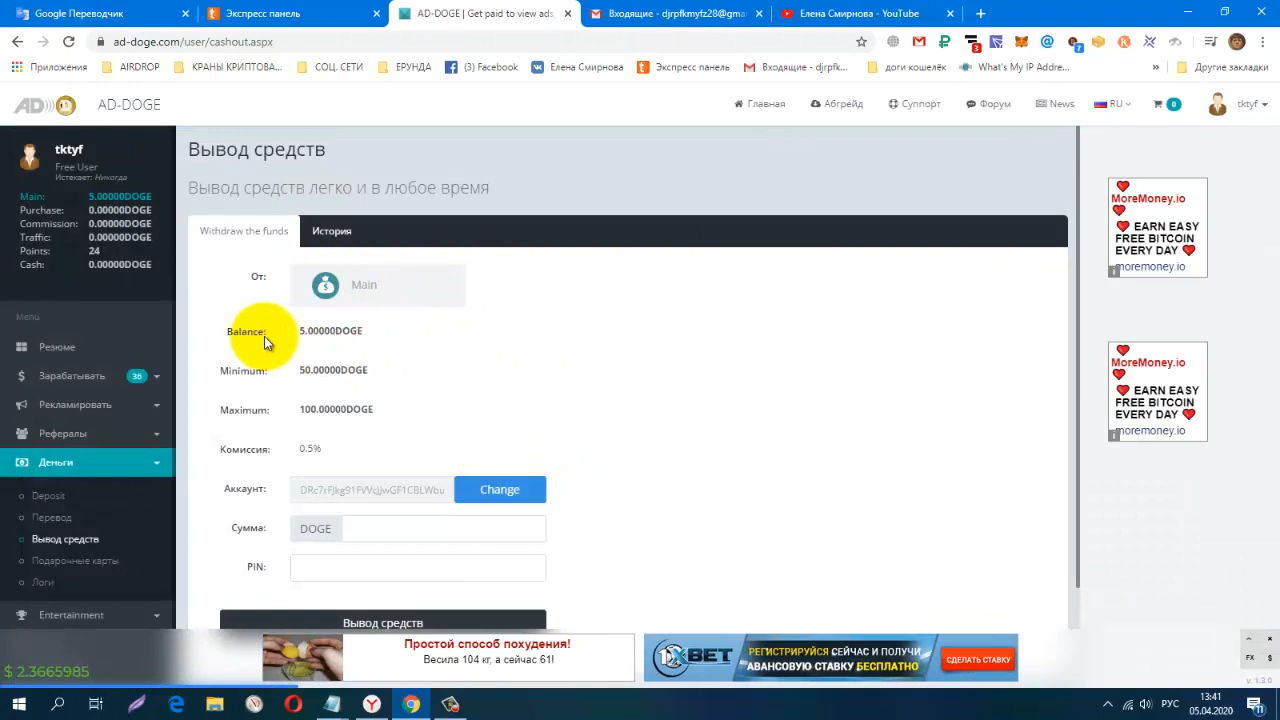 Google Переводчик
Экспресс панель
AD-DOGE | Get paid to view ads,
Входящие - djrpfkmyfz28@gma
Елена Смирнова - YouTube
ad-doge.com/user/cashout.aspx
3
7
Приложения
AIRDROP
КРАНЫ КРИПТОВА...
СОЦ. СЕТИ
ЕРУНДА
(3) Facebook
Елена Смирнова
Экспресс панель
Входящие - djrpfk...
доги кошелёк
What's My IP Addre...
»
Другие закладки
AD
AD-DOGE
Главная
Абгрейд
Суппорт
Форум
News
RU
0
tktyf
tktyf
Free User
Истекает: Никогда
Main: 5.00000DOGE
Purchase: 0.00000DOGE
Commission: 0.00000DOGE
Traffic: 0.00000DOGE
Points: 24
Cash: 0.00000DOGE
Menu
Резюме
Зарабатывать 36
Рекламировать
Рефералы
Деньги
Deposit
Перевод
Вывод средств
Подарочные карты
Логи
Entertainment
$ 2.3665985
Вывод средств
Вывод средств легко и в любое время
Withdraw the funds
История
От: Main
Balance: 5.00000DOGE
Minimum: 50.00000DOGE
Maximum: 100.00000DOGE
Комиссия: 0.5%
Аккаунт: Change
Сумма: DOGE
PIN:
Вывод средств
MoreMoney.io
EARN EASY
FREE BITCOIN
EVERY DAY
moremoney.io
MoreMoney.io
EARN EASY
FREE BITCOIN
EVERY DAY
moremoney.io
Простой способ похудения!
Весила 104 кг, а сейчас 61!
1XBET
РЕГИСТРИРУЙСЯ СЕЙЧАС И ПОЛУЧИ
АВАНСОВУЮ СТАВКУ БЕСПЛАТНО
СДЕЛАТЬ СТАВКУ
FX $
v. 1.3.0
РУС
13:41
05.04.2020